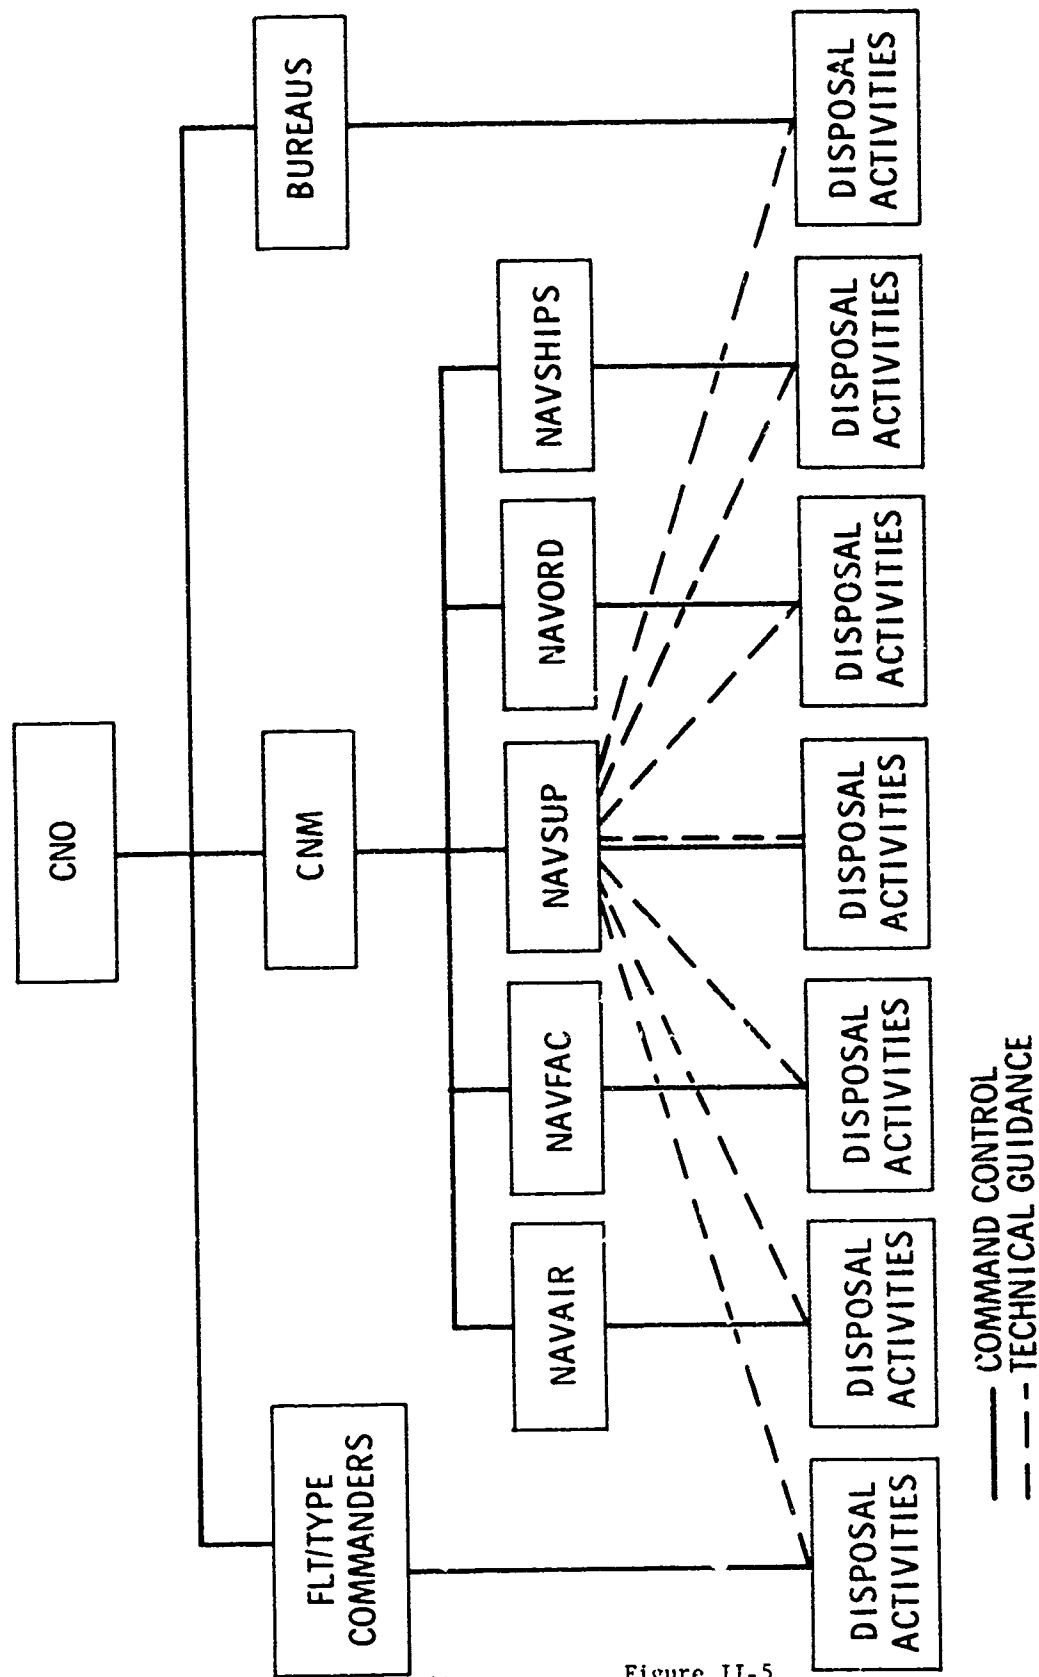 CNO
FLT/TYPE
COMMANDERS
CNM
BUREAUS
NAVAIR
NAVFAC
NAVSUP
NAVORD
NAVSHIPS
DISPOSAL
ACTIVITIES
DISPOSAL
ACTIVITIES
DISPOSAL
ACTIVITIES
DISPOSAL
ACTIVITIES
DISPOSAL
ACTIVITIES
DISPOSAL
ACTIVITIES
DISPOSAL
ACTIVITIES
COMMAND CONTROL
TECHNICAL GUIDANCE
Figure II-5